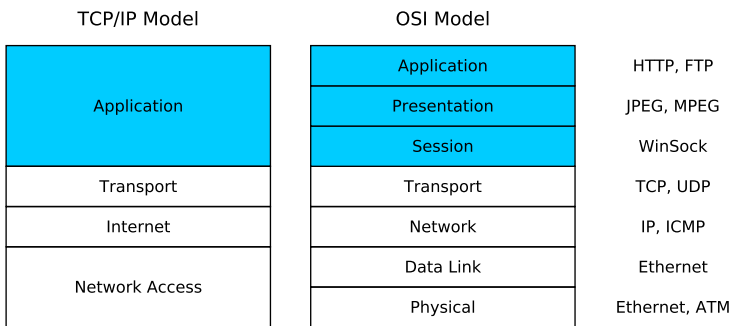 TCP/IP Model
OSI Model
Application
Application
HTTP, FTP
Presentation
JPEG, MPEG
Session
WinSock
Transport
Transport
TCP, UDP
Internet
Network
IP, ICMP
Network Access
Data Link
Ethernet
Physical
Ethernet, ATM